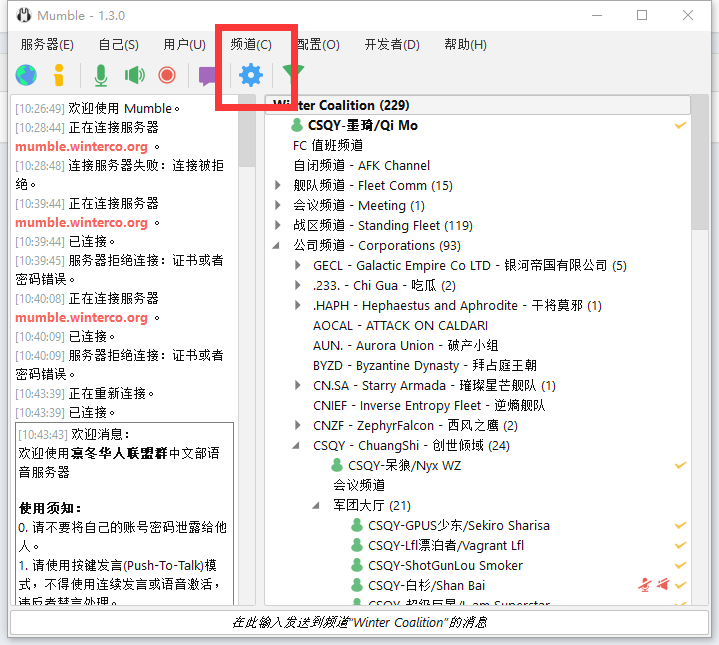 Mumble - 1.3.0
服务器(E) 自己(S) 用户(U) 频道(C) 配置(O) 开发者(D) 帮助(H)
[10:26:49] 欢迎使用 Mumble。
[10:28:44] 正在连接服务器
mumble.winterco.org 。
[10:28:48] 连接服务器失败：连接被拒
绝。
[10:39:44] 正在连接服务器
mumble.winterco.org 。
[10:39:44] 已连接。
[10:39:45] 服务器拒绝连接：证书或者
密码错误。
[10:40:08] 正在连接服务器
mumble.winterco.org 。
[10:40:09] 已连接。
[10:40:09] 服务器拒绝连接：证书或者
密码错误。
[10:43:39] 正在重新连接。
[10:43:39] 已连接。
[10:43:43] 欢迎消息：
欢迎使用凛冬华人联盟群中文部语
音服务器
使用须知：
0. 请不要将自己的账号密码泄露给他
人。
1. 请使用按键发言(Push-To-Talk)模
式，不得使用连续发言或语音激活，
违反者禁言处理。
Winter Coalition (229)
CSQY-墨琦/Qi Mo
FC 值班频道
自闭频道 - AFK Channel
舰队频道 - Fleet Comm (15)
会议频道 - Meeting (1)
战区频道 - Standing Fleet (119)
公司频道 - Corporations (93)
GECL - Galactic Empire Co LTD - 银河帝国有限公司 (5)
.233. - Chi Gua - 吃瓜 (2)
.HAPH - Hephaestus and Aphrodite - 干将莫邪 (1)
AOCAL - ATTACK ON CALDARI
AUN. - Aurora Union - 破产小组
BYZD - Byzantine Dynasty - 拜占庭王朝
CN.SA - Starry Armada - 璀璨星芒舰队 (1)
CNIEF - Inverse Entropy Fleet - 逆熵舰队
CNZF - ZephyrFalcon - 西风之鹰 (2)
CSQY - ChuangShi - 创世倾域 (24)
CSQY-呆狼/Nyx WZ
会议频道
军团大厅 (21)
CSQY-GPUS少东/Sekiro Sharisa
CSQY-Lfl漂泊者/Vagrant Lfl
CSQY-ShotGunLou Smoker
CSQY-白杉/Shan Bai
CSQY-超级巨星/I am Superstar
在此输入发送到频道"Winter Coalition"的消息